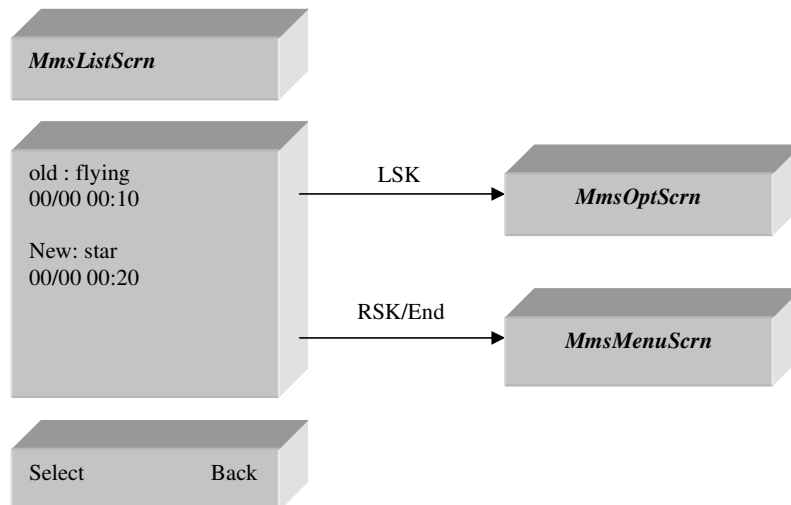 MmsListScrn
old : flying
00/00 00:10
New: star
00/00 00:20
LSK
MmsOptScrn
RSK/End
MmsMenuScrn
Select Back